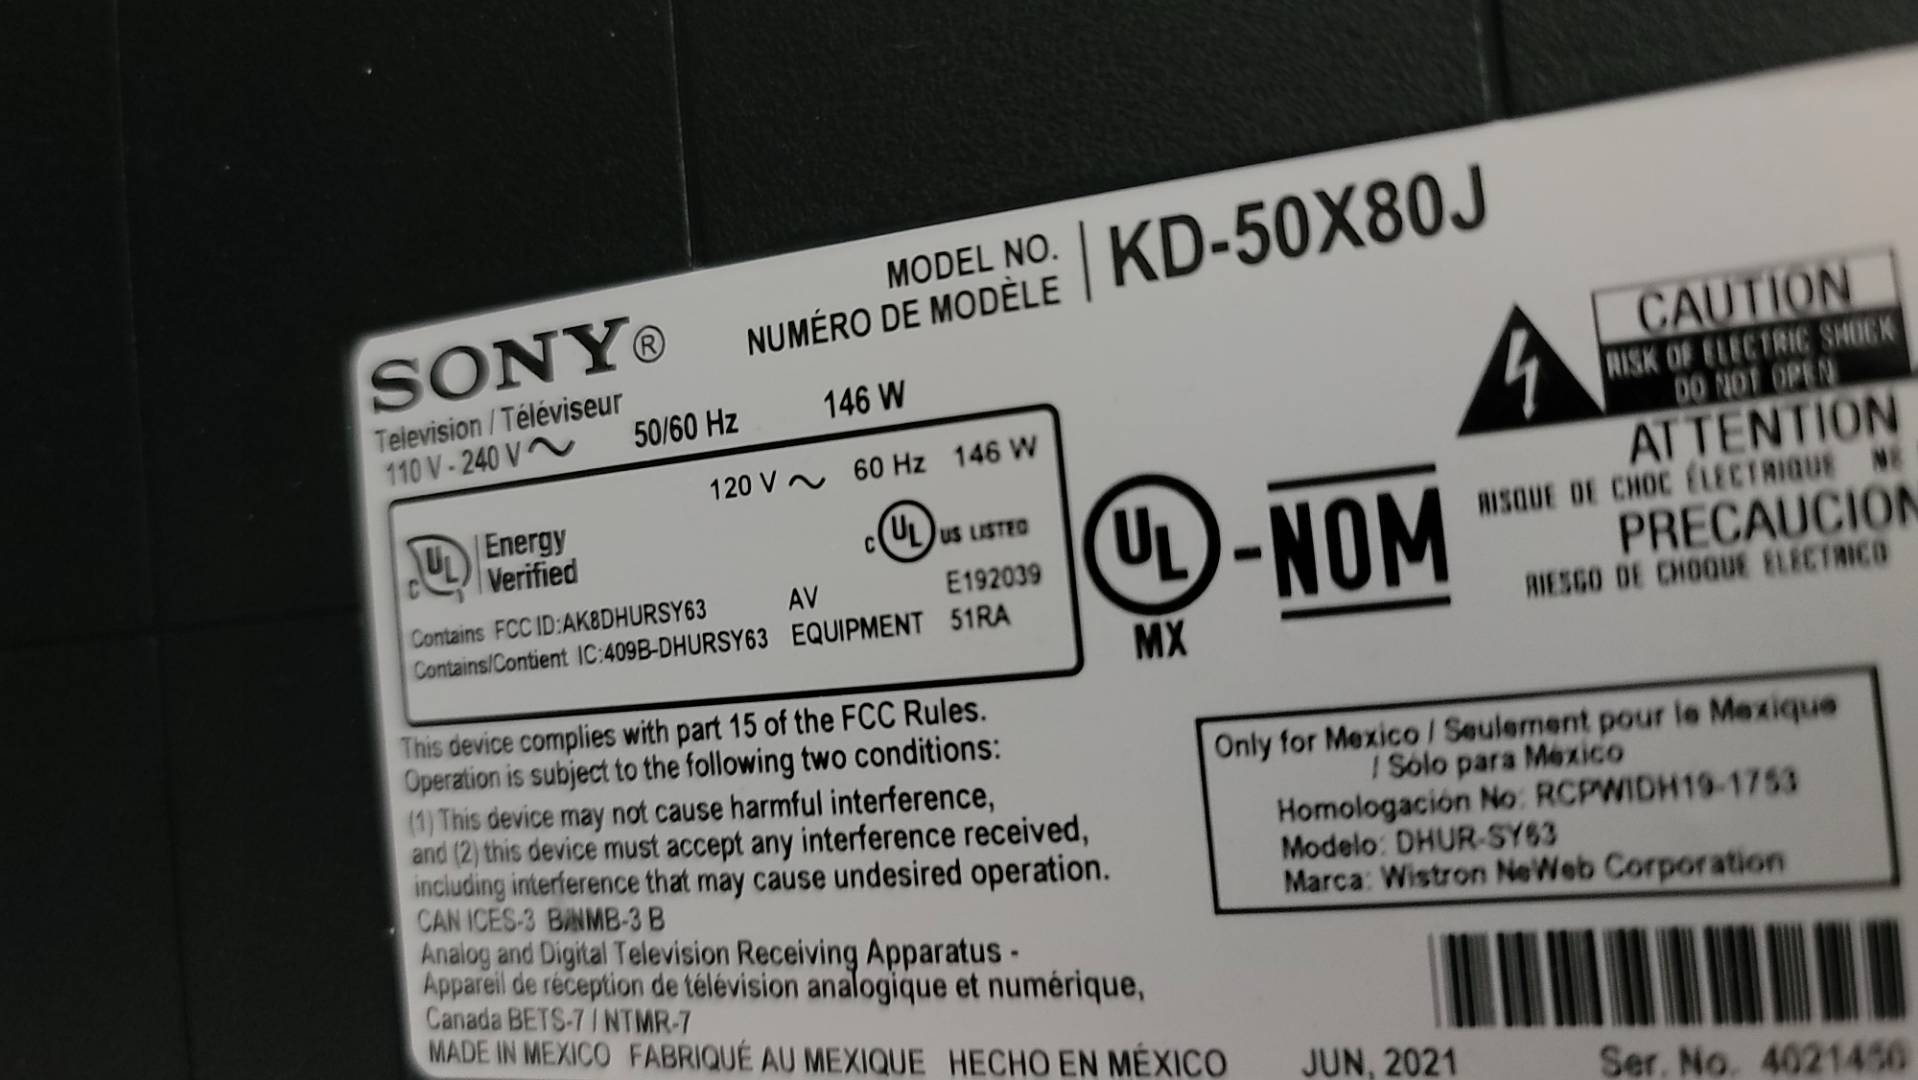 MODEL NO.
NUMÉRO DE MODÈLE
KD-50X80J
SONY®
Television / Téléviseur
110 V - 240 V ~ 50/60 Hz 146 W
120 V ~ 60 Hz 146 W
c UL
Energy
Verified
c UL US LISTED
Contains FCC ID:AK8DHURSY63
Contains/Contient IC:409B-DHURSY63
AV
EQUIPMENT
E192039
51RA
UL
MX
-NOM
CAUTION
RISK OF ELECTRIC SHOCK
DO NOT OPEN
ATTENTION
RISQUE DE CHOC ÉLECTRIQUE NE
PRECAUCION
RIESGO DE CHOQUE ELECTRICO
This device complies with part 15 of the FCC Rules.
Operation is subject to the following two conditions:
(1) This device may not cause harmful interference,
and (2) this device must accept any interference received,
including interference that may cause undesired operation.
CAN ICES-3 B/NMB-3 B
Analog and Digital Television Receiving Apparatus -
Appareil de réception de télévision analogique et numérique,
Canada BETS-7 / NTMR-7
MADE IN MEXICO FABRIQUÉ AU MEXIQUE HECHO EN MÉXICO
Only for Mexico / Seulement pour le Mexique
/ Sólo para México
Homologación No: RCPWIDH19-1753
Modelo: DHUR-SY63
Marca: Wistron NeWeb Corporation
JUN, 2021
Ser. No.